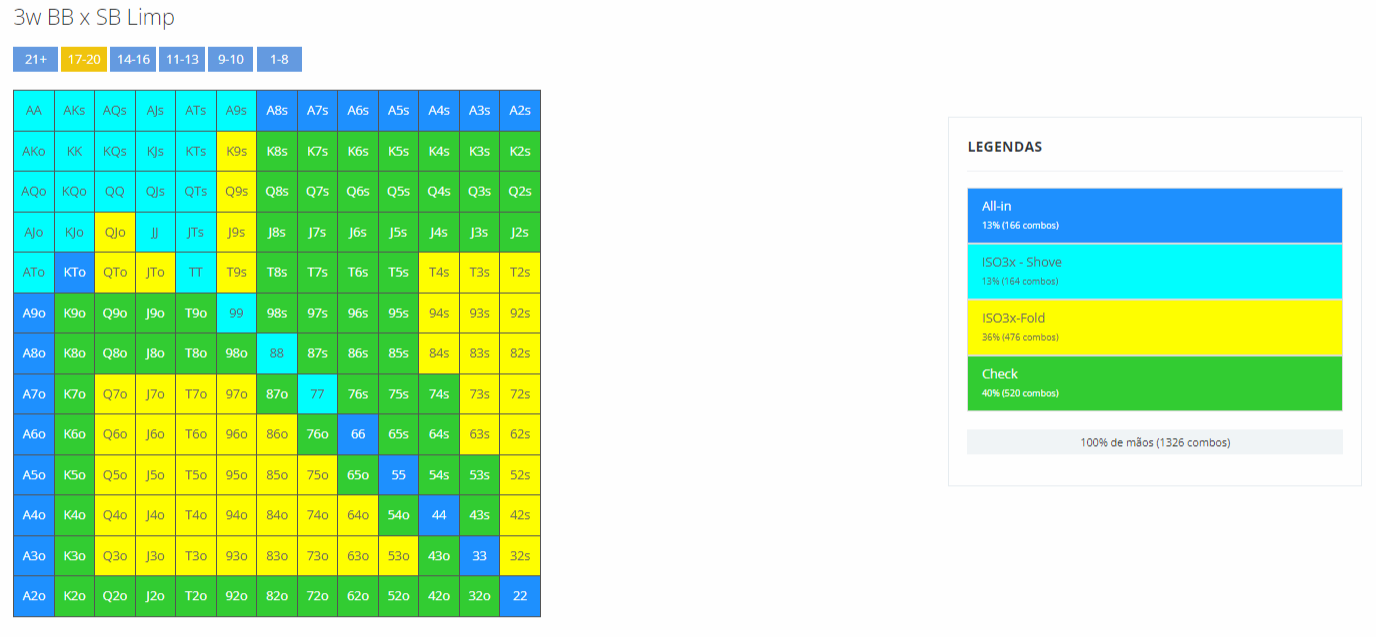 3w BB x SB Limp
21+ 17-20 14-16 11-13 9-10 1-8
AA AKs AQs AJs ATs A9s A8s A7s A6s A5s A4s A3s A2s
AKo KK KQs KJs KTs K9s K8s K7s K6s K5s K4s K3s K2s
AQo KQo QQ QJs QTs Q9s Q8s Q7s Q6s Q5s Q4s Q3s Q2s
AJo KJo QJo JJ JTs J9s J8s J7s J6s J5s J4s J3s J2s
ATo KTo QTo JTo TT T9s T8s T7s T6s T5s T4s T3s T2s
A9o K9o Q9o J9o T9o 99 98s 97s 96s 95s 94s 93s 92s
A8o K8o Q8o J8o T8o 98o 88 87s 86s 85s 84s 83s 82s
A7o K7o Q7o J7o T7o 97o 87o 77 76s 75s 74s 73s 72s
A6o K6o Q6o J6o T6o 96o 86o 76o 66 65s 64s 63s 62s
A5o K5o Q5o J5o T5o 95o 85o 75o 65o 55 54s 53s 52s
A4o K4o Q4o J4o T4o 94o 84o 74o 64o 54o 44 43s 42s
A3o K3o Q3o J3o T3o 93o 83o 73o 63o 53o 43o 33 32s
A2o K2o Q2o J2o T2o 92o 82o 72o 62o 52o 42o 32o 22
LEGENDAS
All-in
13% (166 combos)
ISO3x - Shove
13% (164 combos)
ISO3x-Fold
36% (476 combos)
Check
40% (520 combos)
100% de mãos (1326 combos)